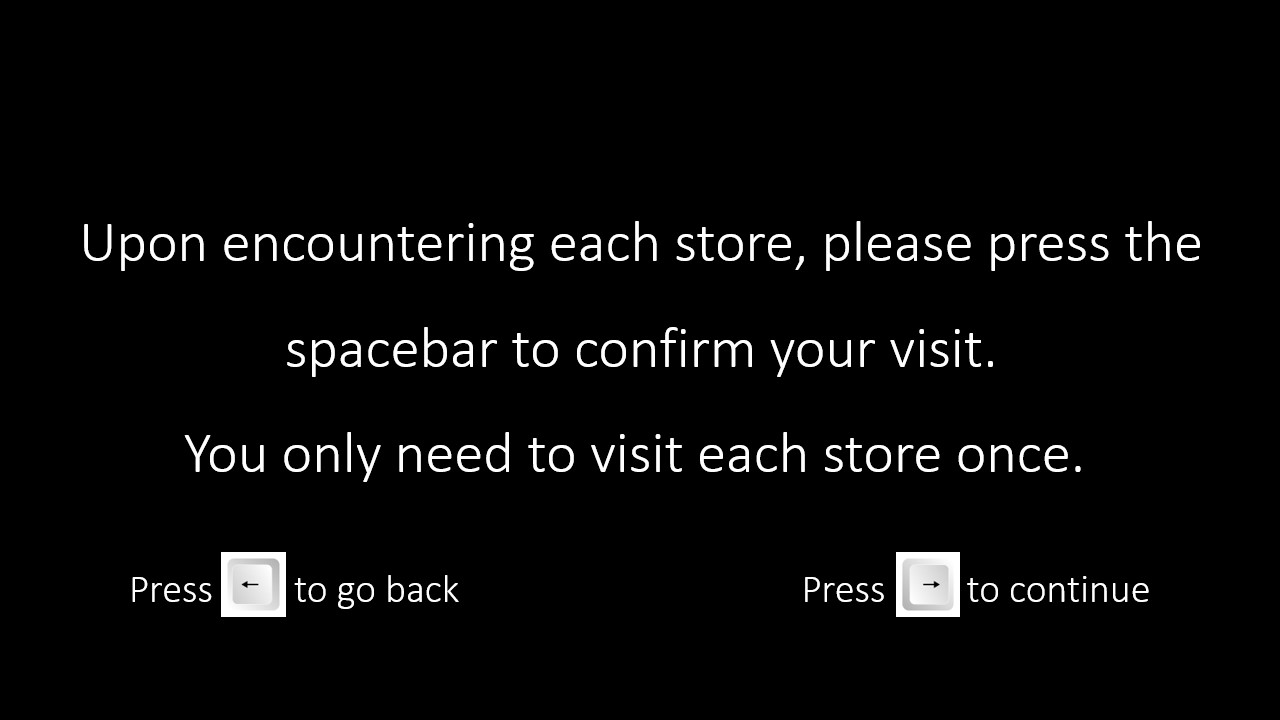 Upon encountering each store, please press the
spacebar to confirm your visit.
You only need to visit each store once.
Press ← to go back
Press → to continue